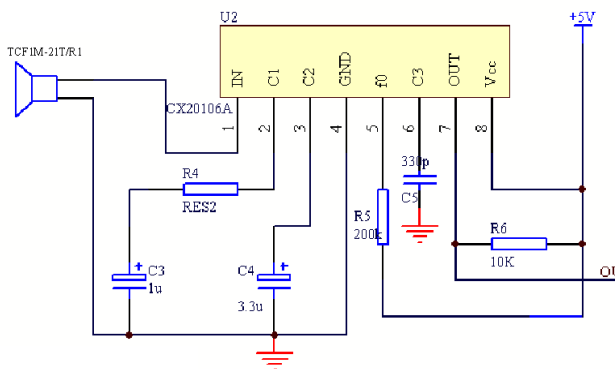 U2
+5V
TCF1M-21T/R1
IN
C1
C2
GND
f0
C3
OUT
Vcc
CX20106A
1
2
3
4
5
6
7
8
R4
RES2
330p
C5
R5
200k
R6
10K
C3
1u
C4
3.3u